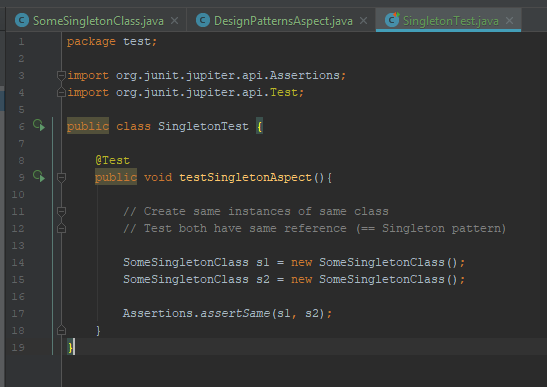 SomeSingletonClass.java DesignPatternsAspect.java SingletonTest.java
1 package test;
2
3 import org.junit.jupiter.api.Assertions;
4 import org.junit.jupiter.api.Test;
5
6 public class SingletonTest {
7
8 @Test
9 public void testSingletonAspect(){
10
11 // Create same instances of same class
12 // Test both have same reference (== Singleton pattern)
13
14 SomeSingletonClass s1 = new SomeSingletonClass();
15 SomeSingletonClass s2 = new SomeSingletonClass();
16
17 Assertions.assertSame(s1, s2);
18 }
19 }